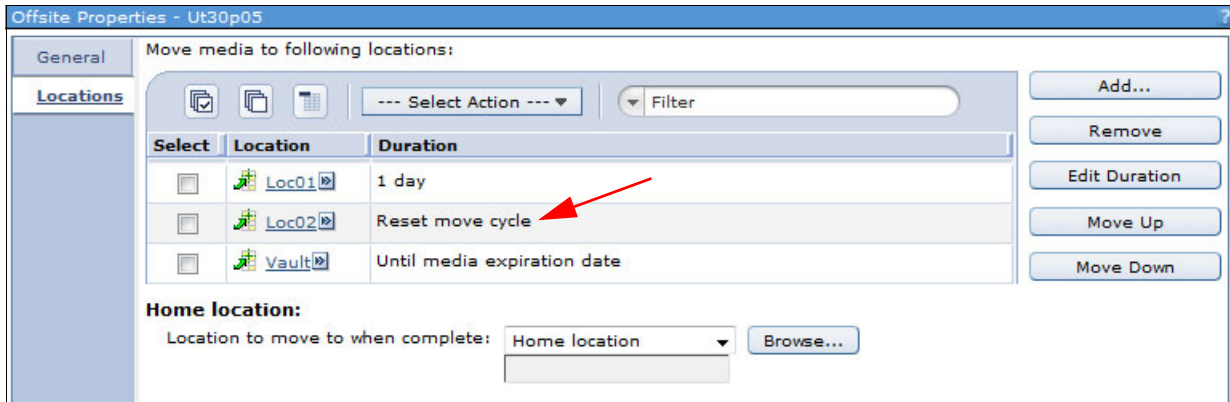 Offsite Properties - Ut30p05 ?
General
Locations
Move media to following locations:
--- Select Action --- Filter
Select Location Duration
Loc01 1 day
Loc02 Reset move cycle
Vault Until media expiration date
Add...
Remove
Edit Duration
Move Up
Move Down
Home location:
Location to move to when complete: Home location Browse...